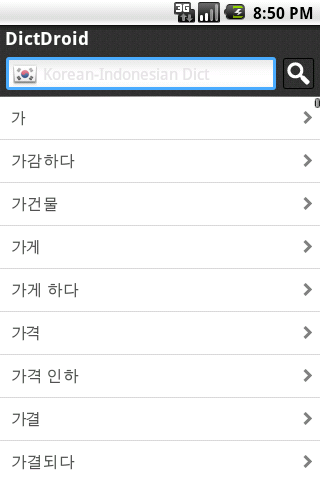 3G
8:50 PM
DictDroid
Korean-Indonesian Dict
가
가감하다
가건물
가게
가게 하다
가격
가격 인하
가결
가결되다